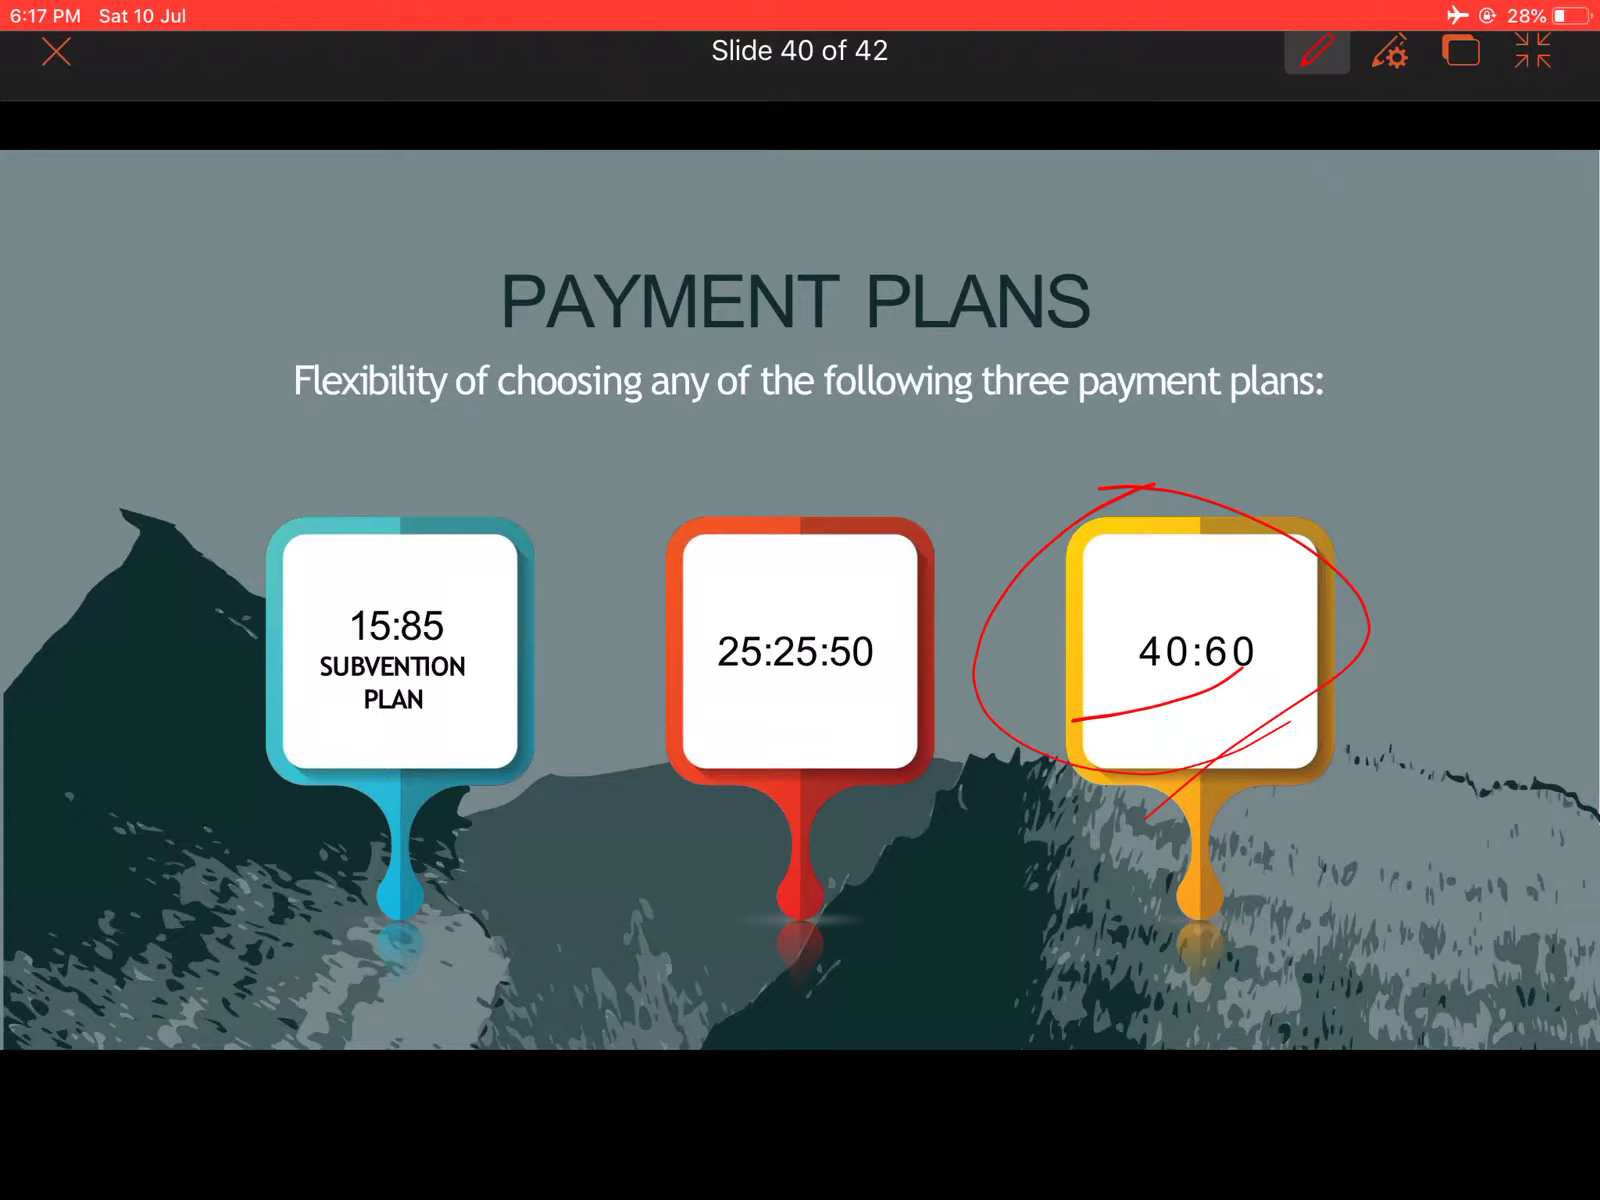 6:17 PM Sat 10 Jul 28%
Slide 40 of 42
PAYMENT PLANS
Flexibility of choosing any of the following three payment plans:
15:85
SUBVENTION
PLAN
25:25:50
40:60